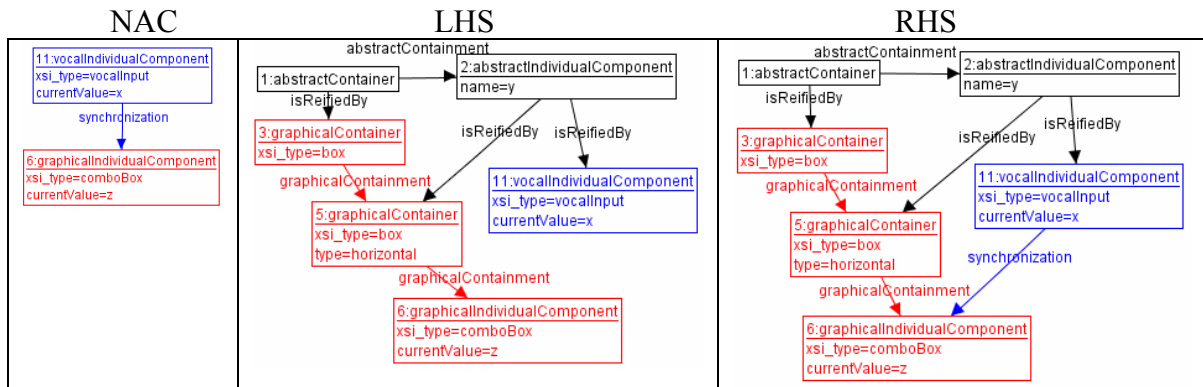 NAC
LHS
RHS
11:vocalIndividualComponent
xsi_type=vocalInput
currentValue=x
synchronization
6:graphicalIndividualComponent
xsi_type=comboBox
currentValue=z
abstractContainment
1:abstractContainer
2:abstractIndividualComponent
name=y
isReifiedBy
isReifiedBy
isReifiedBy
3:graphicalContainer
xsi_type=box
graphicalContainment
11:vocalIndividualComponent
xsi_type=vocalInput
currentValue=x
5:graphicalContainer
xsi_type=box
type=horizontal
graphicalContainment
6:graphicalIndividualComponent
xsi_type=comboBox
currentValue=z
abstractContainment
1:abstractContainer
2:abstractIndividualComponent
name=y
isReifiedBy
isReifiedBy
isReifiedBy
3:graphicalContainer
xsi_type=box
graphicalContainment
11:vocalIndividualComponent
xsi_type=vocalInput
currentValue=x
5:graphicalContainer
xsi_type=box
type=horizontal
synchronization
graphicalContainment
6:graphicalIndividualComponent
xsi_type=comboBox
currentValue=z